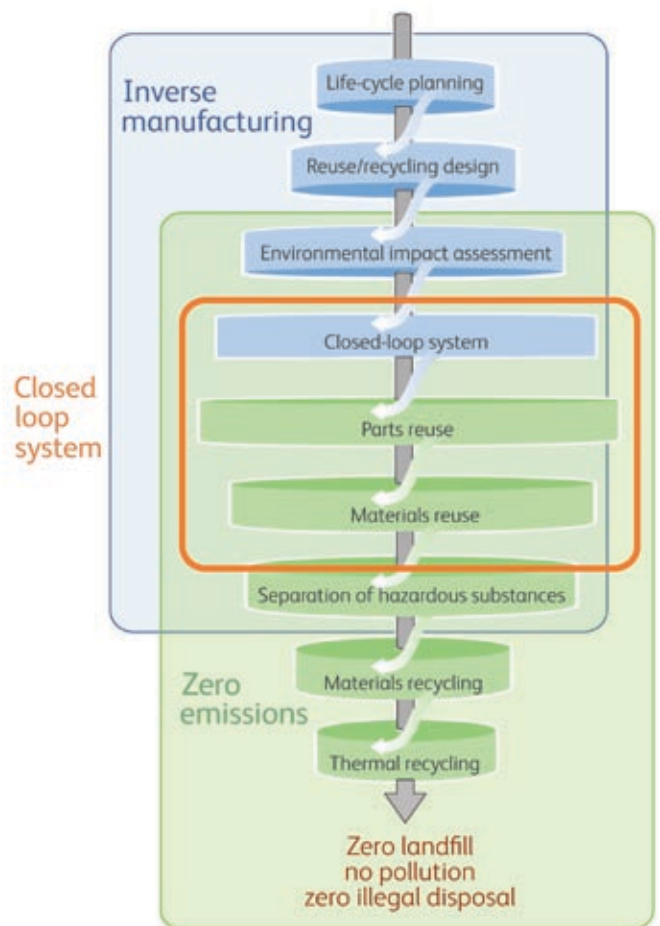 Inverse
manufacturing
Life-cycle planning
Reuse/recycling design
Environmental impact assessment
Closed
loop
system
Closed-loop system
Parts reuse
Materials reuse
Separation of hazardous substances
Zero
emissions
Materials recycling
Thermal recycling
Zero landfill
no pollution
zero illegal disposal